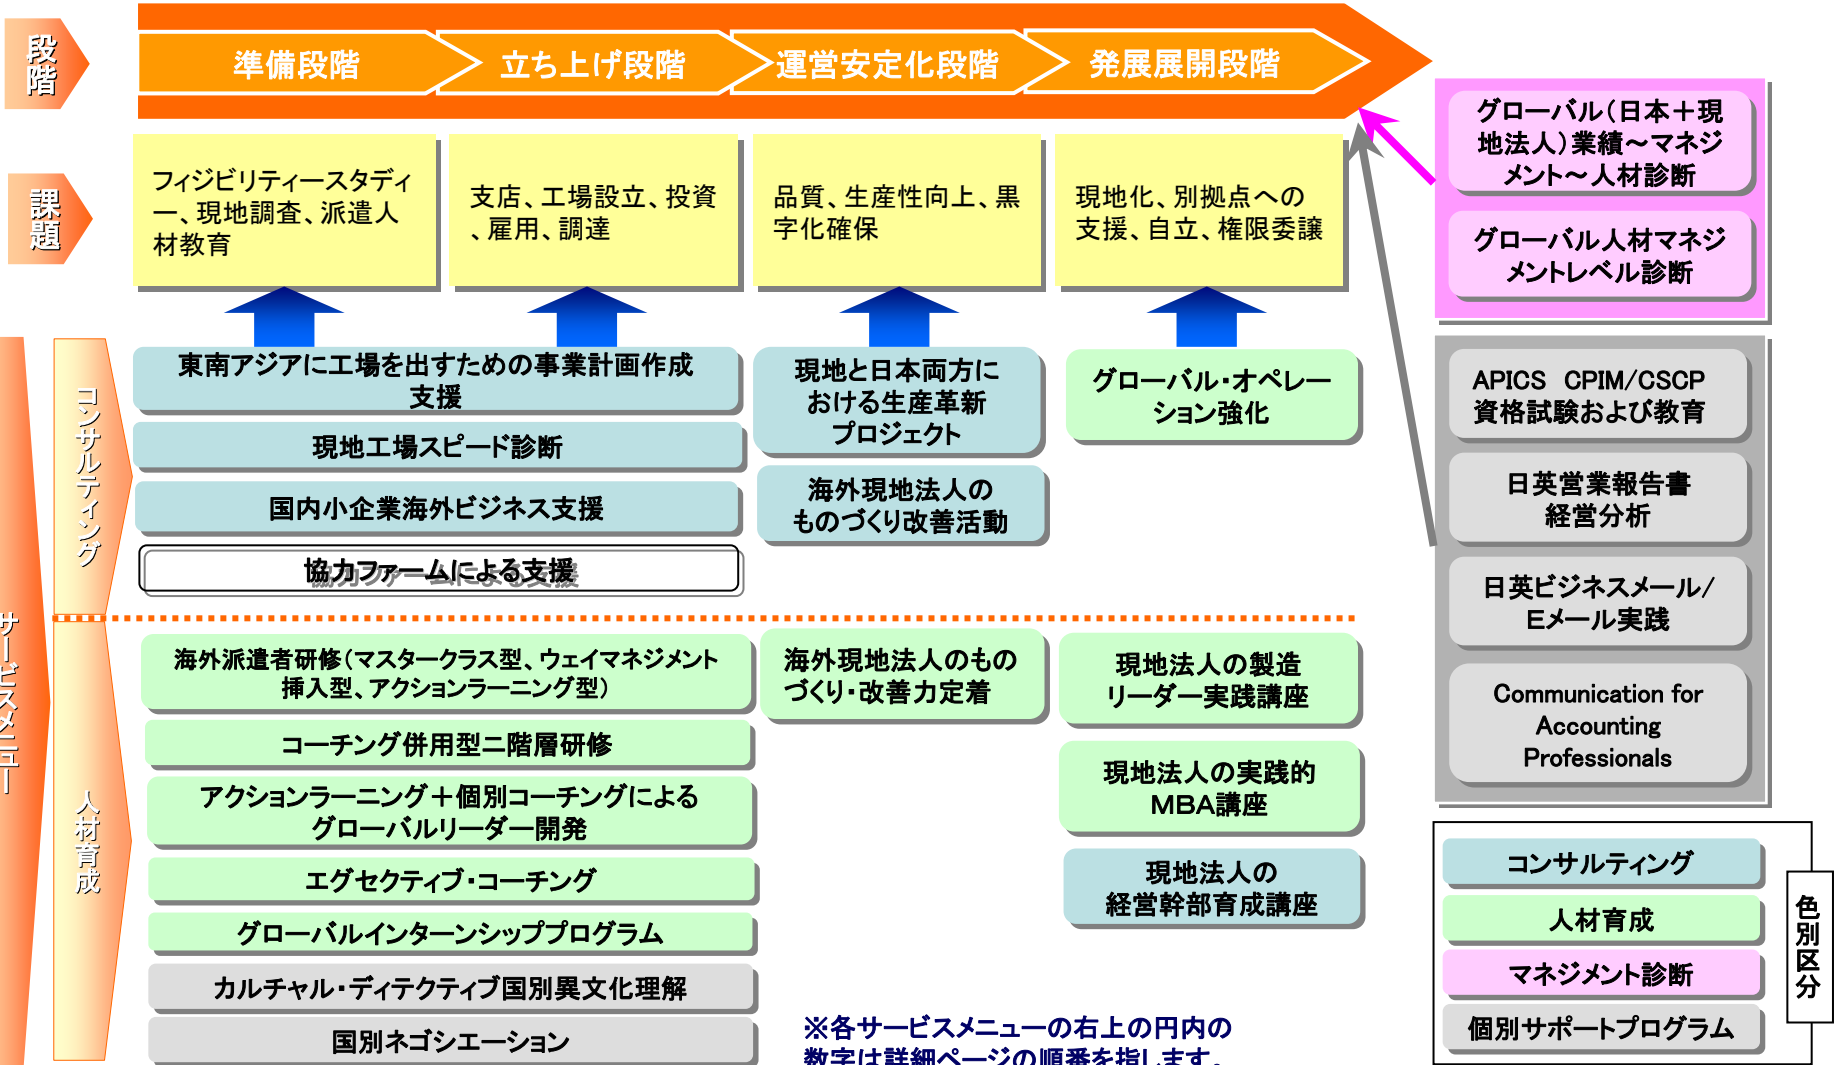 段階
準備段階
立ち上げ段階
運営安定化段階
発展展開段階
課題
フィジビリティースタディ
ー、現地調査、派遣人
材教育
支店、工場設立、投資
、雇用、調達
品質、生産性向上、黒
字化確保
現地化、別拠点への
支援、自立、権限委譲
グローバル（日本＋現
地法人）業績～マネジ
メント～人材診断
グローバル人材マネジ
メントレベル診断
サービスメニュー
コンサルティング
東南アジアに工場を出すための事業計画作成
支援
現地工場スピード診断
国内小企業海外ビジネス支援
協力ファームによる支援
現地と日本両方に
おける生産革新
プロジェクト
海外現地法人の
ものづくり改善活動
グローバル・オペレー
ション強化
APICS　CPIM/CSCP
資格試験および教育
日英営業報告書
経営分析
日英ビジネスメール/
Eメール実践
Communication for
Accounting
Professionals
人材育成
海外派遣者研修（マスタークラス型、ウェイマネジメント
挿入型、アクションラーニング型）
コーチング併用型二階層研修
アクションラーニング＋個別コーチングによる
グローバルリーダー開発
エグセクティブ・コーチング
グローバルインターンシッププログラム
カルチャル・ディテクティブ国別異文化理解
国別ネゴシエーション
海外現地法人のもの
づくり・改善力定着
現地法人の製造
リーダー実践講座
現地法人の実践的
MBA講座
現地法人の
経営幹部育成講座
※各サービスメニューの右上の円内の
数字は詳細ページの順番を指します。
コンサルティング
人材育成
マネジメント診断
個別サポートプログラム
色別区分